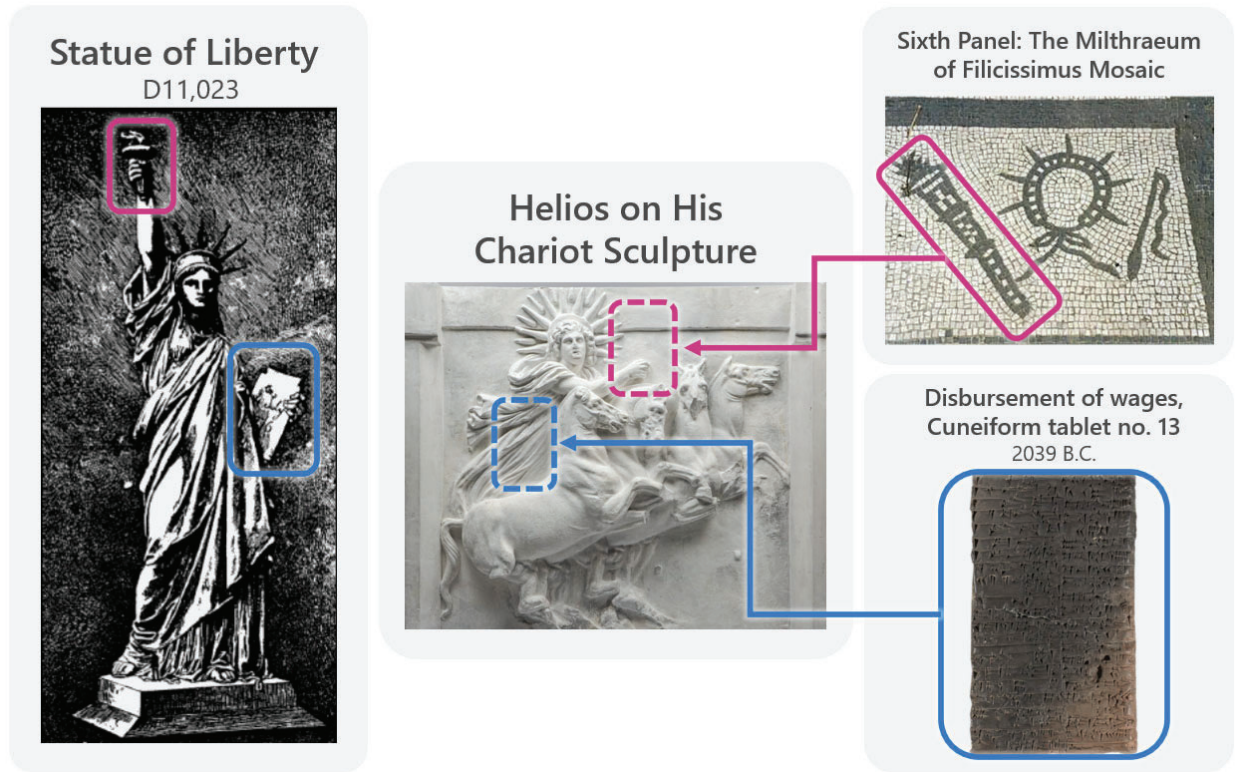 Statue of Liberty
D11,023
Helios on His
Chariot Sculpture
Sixth Panel: The Milthraeum
of Filicissimus Mosaic
Disbursement of wages,
Cuneiform tablet no. 13
2039 B.C.